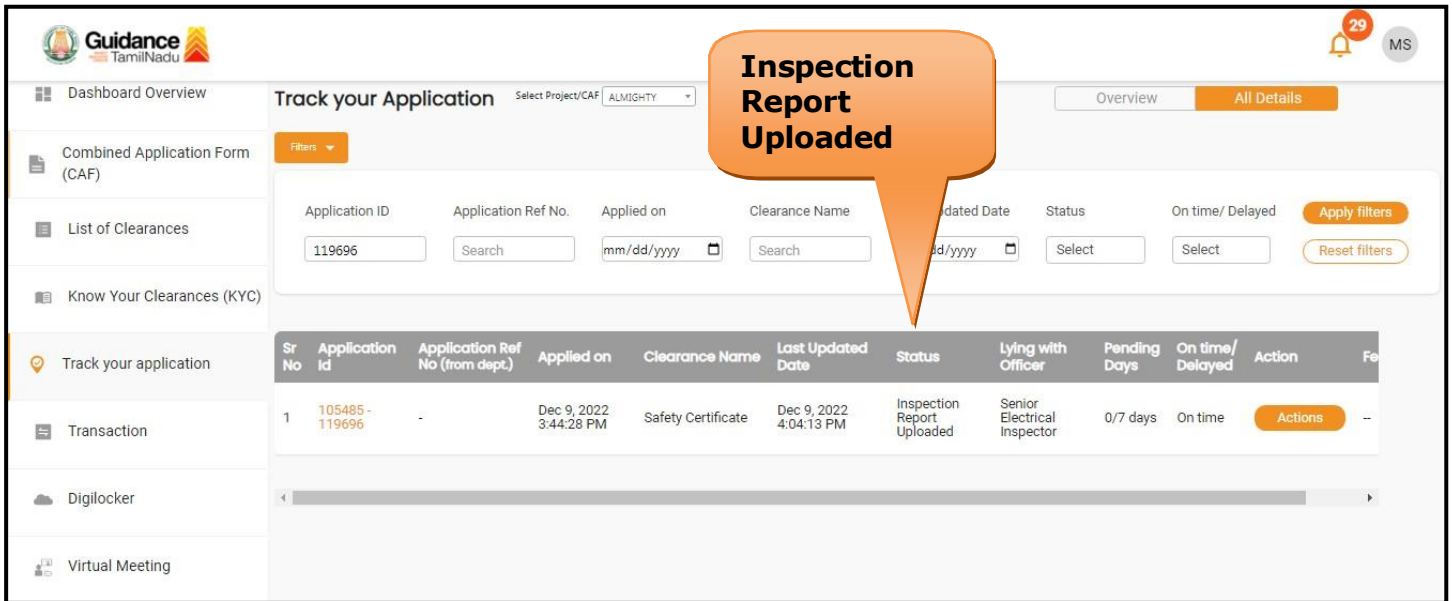 Guidance
TamilNadu
29
MS
Inspection
Report
Uploaded
Dashboard Overview
Combined Application Form
(CAF)
List of Clearances
Know Your Clearances (KYC)
Track your application
Transaction
Digilocker
Virtual Meeting
Track your Application
Select Project/CAF ALMIGHTY
Overview All Details
Filters
Application ID Application Ref No. Applied on Clearance Name Date Status On time/ Delayed Apply filters
119696 Search mm/dd/yyyy Search /yyyy Select Select Reset filters
Sr No Application Id Application Ref No (from dept.) Applied on Clearance Name Last Updated Date Status Lying with Officer Pending Days On time/ Delayed Action Fe
1 105485 - 119696 - Dec 9, 2022 3:44:28 PM Safety Certificate Dec 9, 2022 4:04:13 PM Inspection Report Uploaded Senior Electrical Inspector 0/7 days On time Actions --